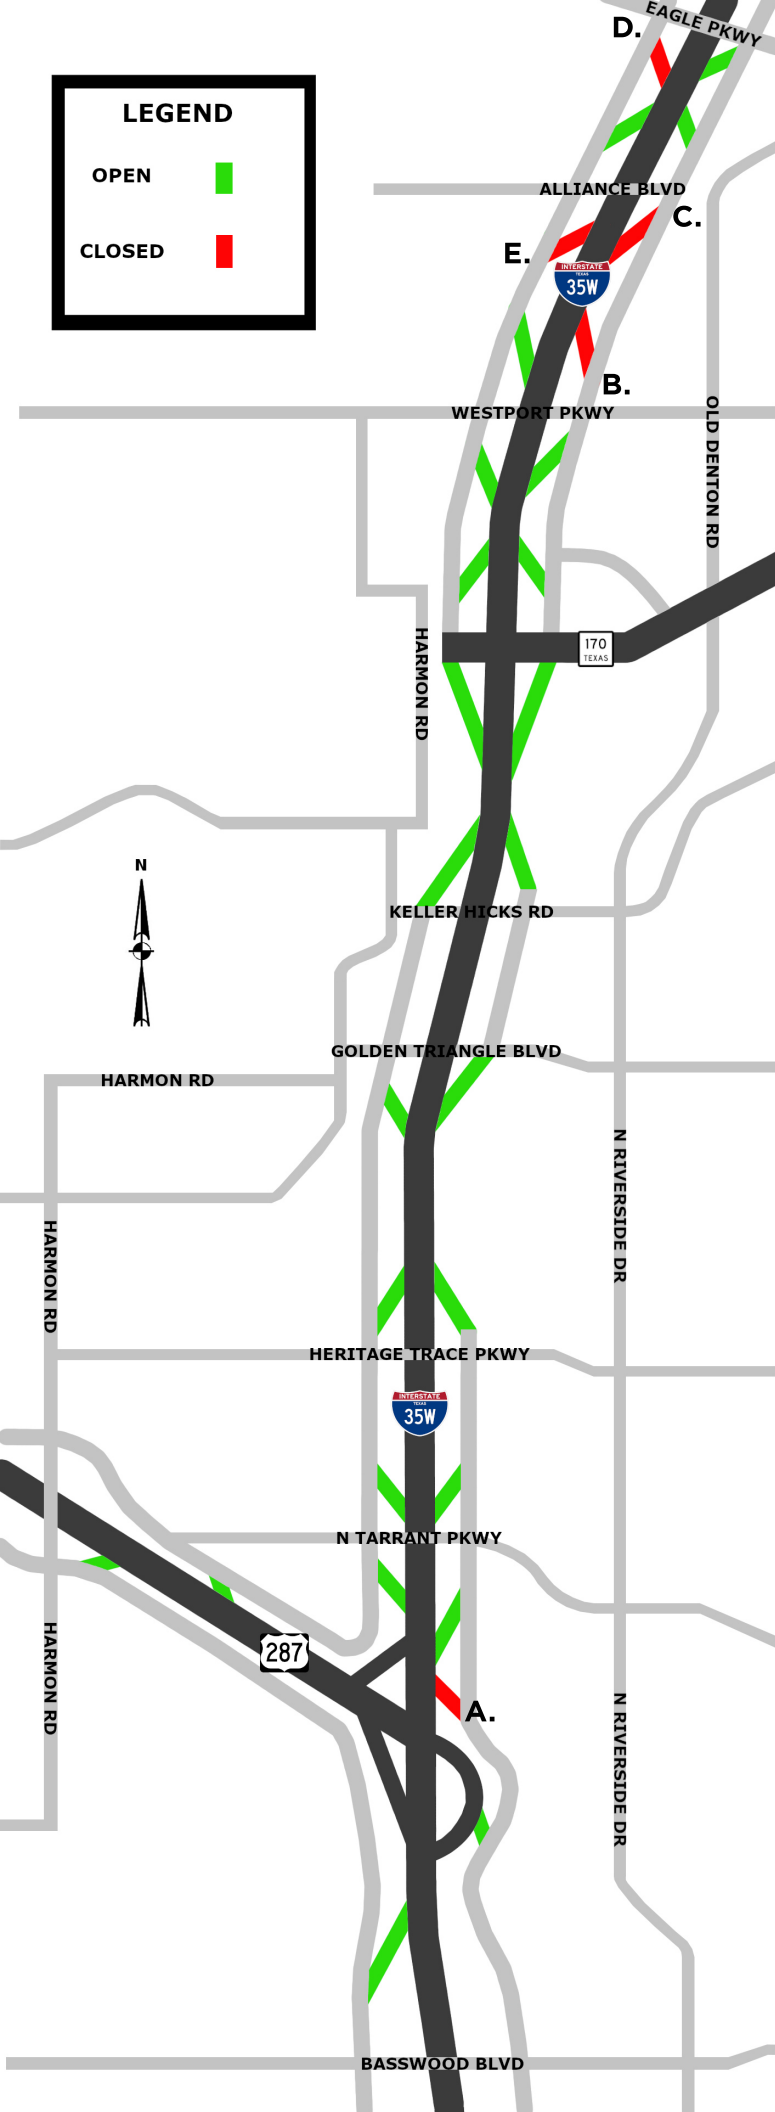 EAGLE PKWY
D.
LEGEND
OPEN
CLOSED
ALLIANCE BLVD
C.
E.
INTERSTATE
TEXAS
35W
B.
WESTPORT PKWY
OLD DENTON RD
HARMON RD
170
TEXAS
N
KELLER HICKS RD
GOLDEN TRIANGLE BLVD
HARMON RD
N RIVERSIDE DR
HARMON RD
HERITAGE TRACE PKWY
INTERSTATE
TEXAS
35W
N TARRANT PKWY
HARMON RD
287
A.
N RIVERSIDE DR
BASSWOOD BLVD